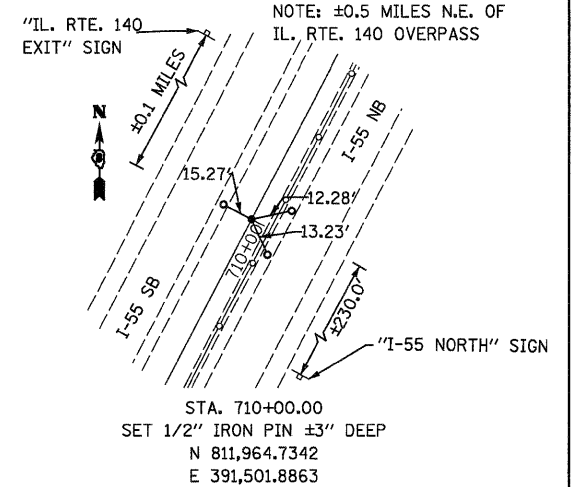 "IL. RTE. 140
EXIT" SIGN
NOTE: ±0.5 MILES N.E. OF
IL. RTE. 140 OVERPASS
±0.1 MILES
N
I-55 NB
15.27'
12.28'
13.23'
710+00
I-55 SB
±230.0'
"I-55 NORTH" SIGN
STA. 710+00.00
SET 1/2" IRON PIN ±3" DEEP
N 811,964.7342
E 391,501.8863